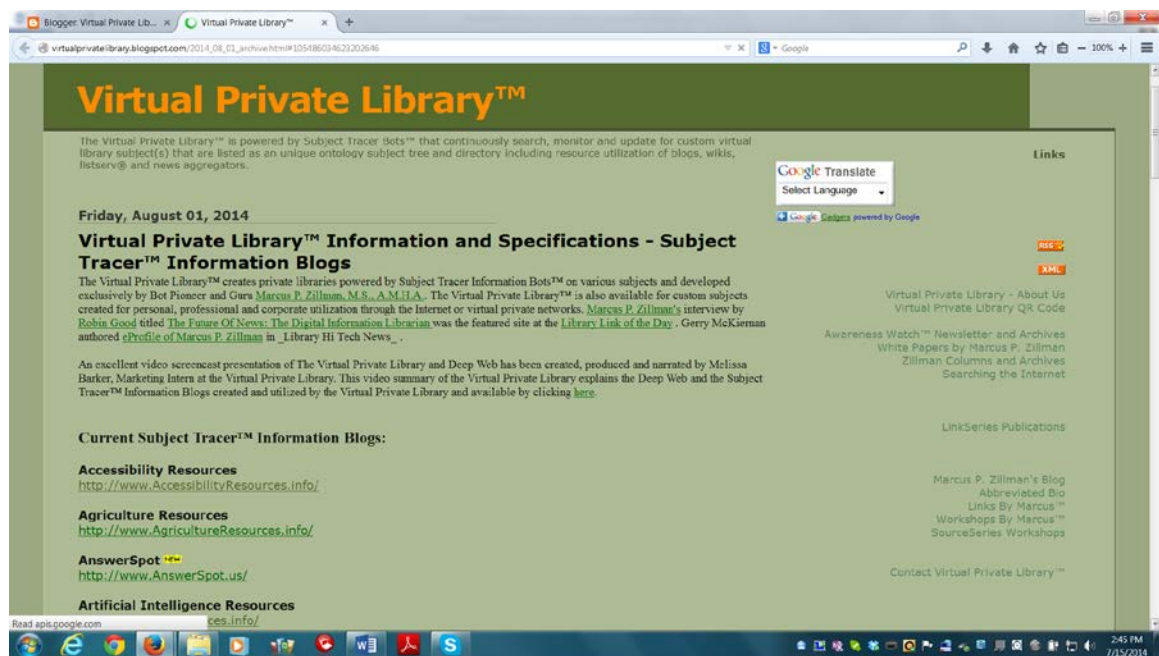 Blogger: Virtual Private Lib...
Virtual Private Library™
virtualprivatelibrary.blogspot.com/2014_08_01_archive.html#105486034623202646
Google
100%
Virtual Private Library™
The Virtual Private Library™ is powered by Subject Tracer Bots™ that continuously search, monitor and update for custom virtual
library subject(s) that are listed as an unique ontology subject tree and directory including resource utilization of blogs, wikis,
listserv® and news aggregators.
Links
Google Translate
Select Language
Google Gadgets powered by Google
Friday, August 01, 2014
Virtual Private Library™ Information and Specifications - Subject
Tracer™ Information Blogs
The Virtual Private Library™ creates private libraries powered by Subject Tracer Information Bots™ on various subjects and developed
exclusively by Bot Pioneer and Guru Marcus P. Zillman, M.S., A.M.H.A.. The Virtual Private Library™ is also available for custom subjects
created for personal, professional and corporate utilization through the Internet or virtual private networks. Marcus P. Zillman's interview by
Robin Good titled The Future Of News: The Digital Information Librarian was the featured site at the Library Link of the Day . Gerry McKiernan
authored eProfile of Marcus P. Zillman in _Library Hi Tech News_ .
An excellent video screencast presentation of The Virtual Private Library and Deep Web has been created, produced and narrated by Melissa
Barker, Marketing Intern at the Virtual Private Library. This video summary of the Virtual Private Library explains the Deep Web and the Subject
Tracer™ Information Blogs created and utilized by the Virtual Private Library and available by clicking here.
Current Subject Tracer™ Information Blogs:
Accessibility Resources
http://www.AccessibilityResources.info/
Agriculture Resources
http://www.AgricultureResources.info/
AnswerSpot NEW
http://www.AnswerSpot.us/
Artificial Intelligence Resources
ces.info/
RSS
XML
Virtual Private Library - About Us
Virtual Private Library QR Code
Awareness Watch™ Newsletter and Archives
White Papers by Marcus P. Zillman
Zillman Columns and Archives
Searching the Internet
LinkSeries Publications
Marcus P. Zillman's Blog
Abbreviated Bio
Links By Marcus™
Workshops By Marcus™
SourceSeries Workshops
Contact Virtual Private Library™
Read apis.google.com
2:45 PM
7/15/2014